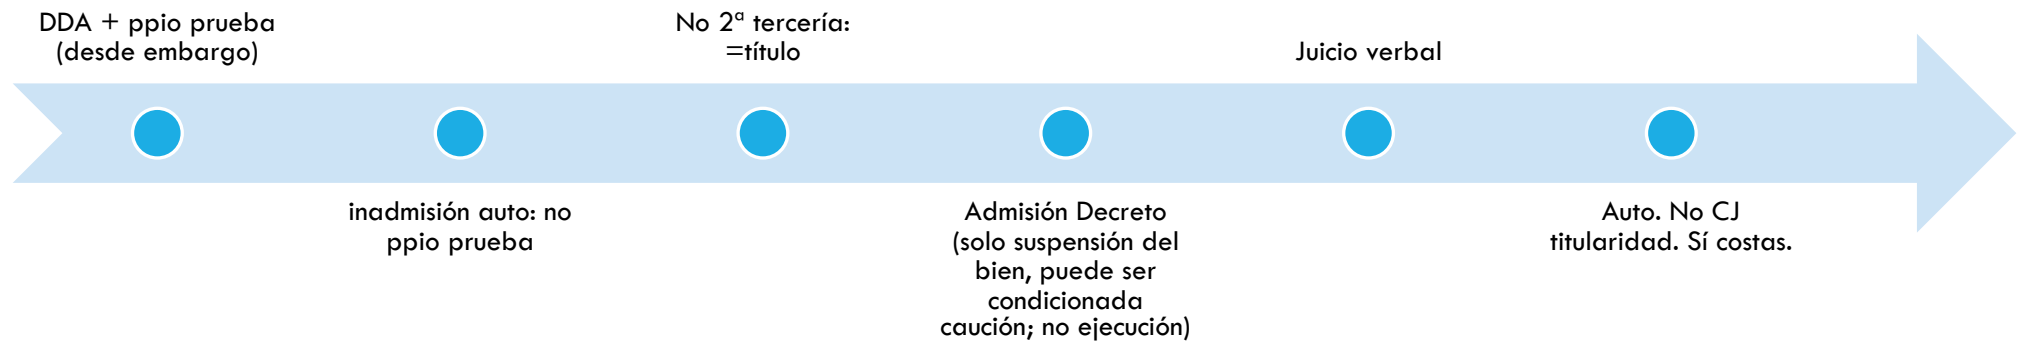 DDA + ppio prueba
(desde embargo)
inadmisión auto: no
ppio prueba
No 2ª tercería:
=título
Admisión Decreto
(solo suspensión del
bien, puede ser
condicionada
caución; no ejecución)
Juicio verbal
Auto. No CJ
titularidad. Sí costas.